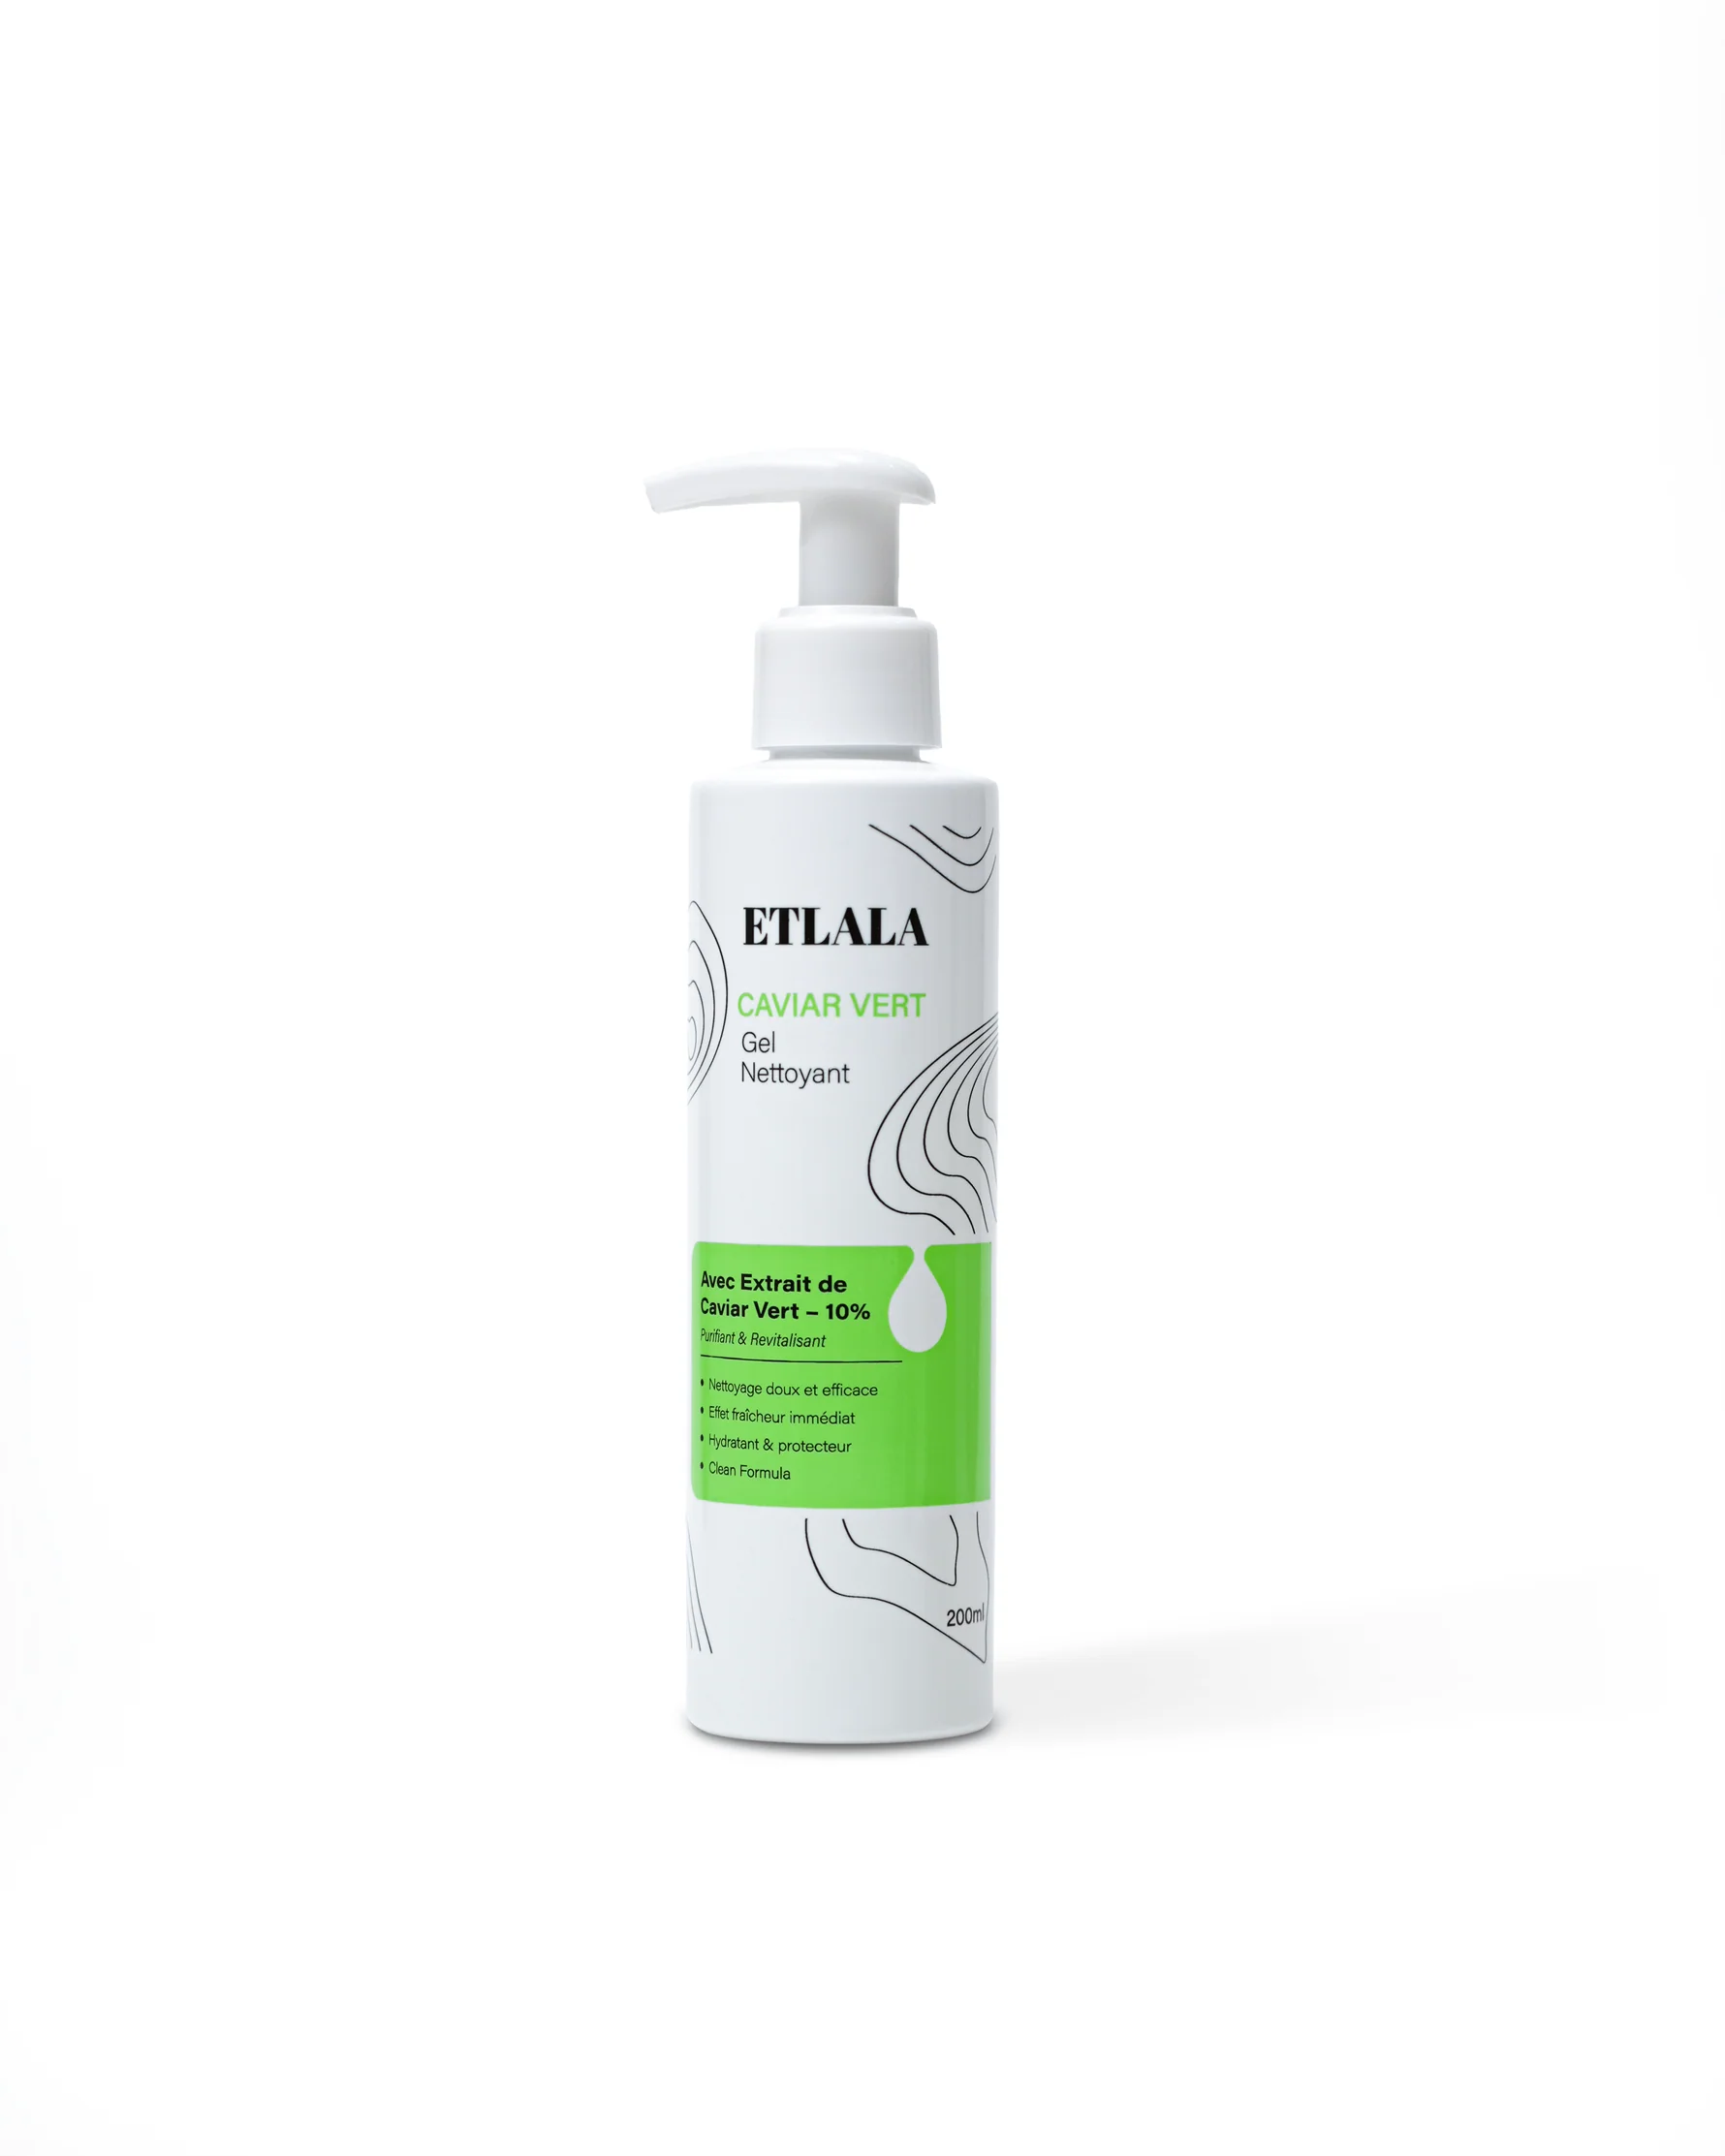 ETLALA
CAVIAR VERT
Gel
Nettoyant
Avec Extrait de
Caviar Vert – 10%
Purifiant & Revitalisant
• Nettoyage doux et efficace
• Effet fraîcheur immédiat
• Hydratant & protecteur
• Clean Formula
200ml